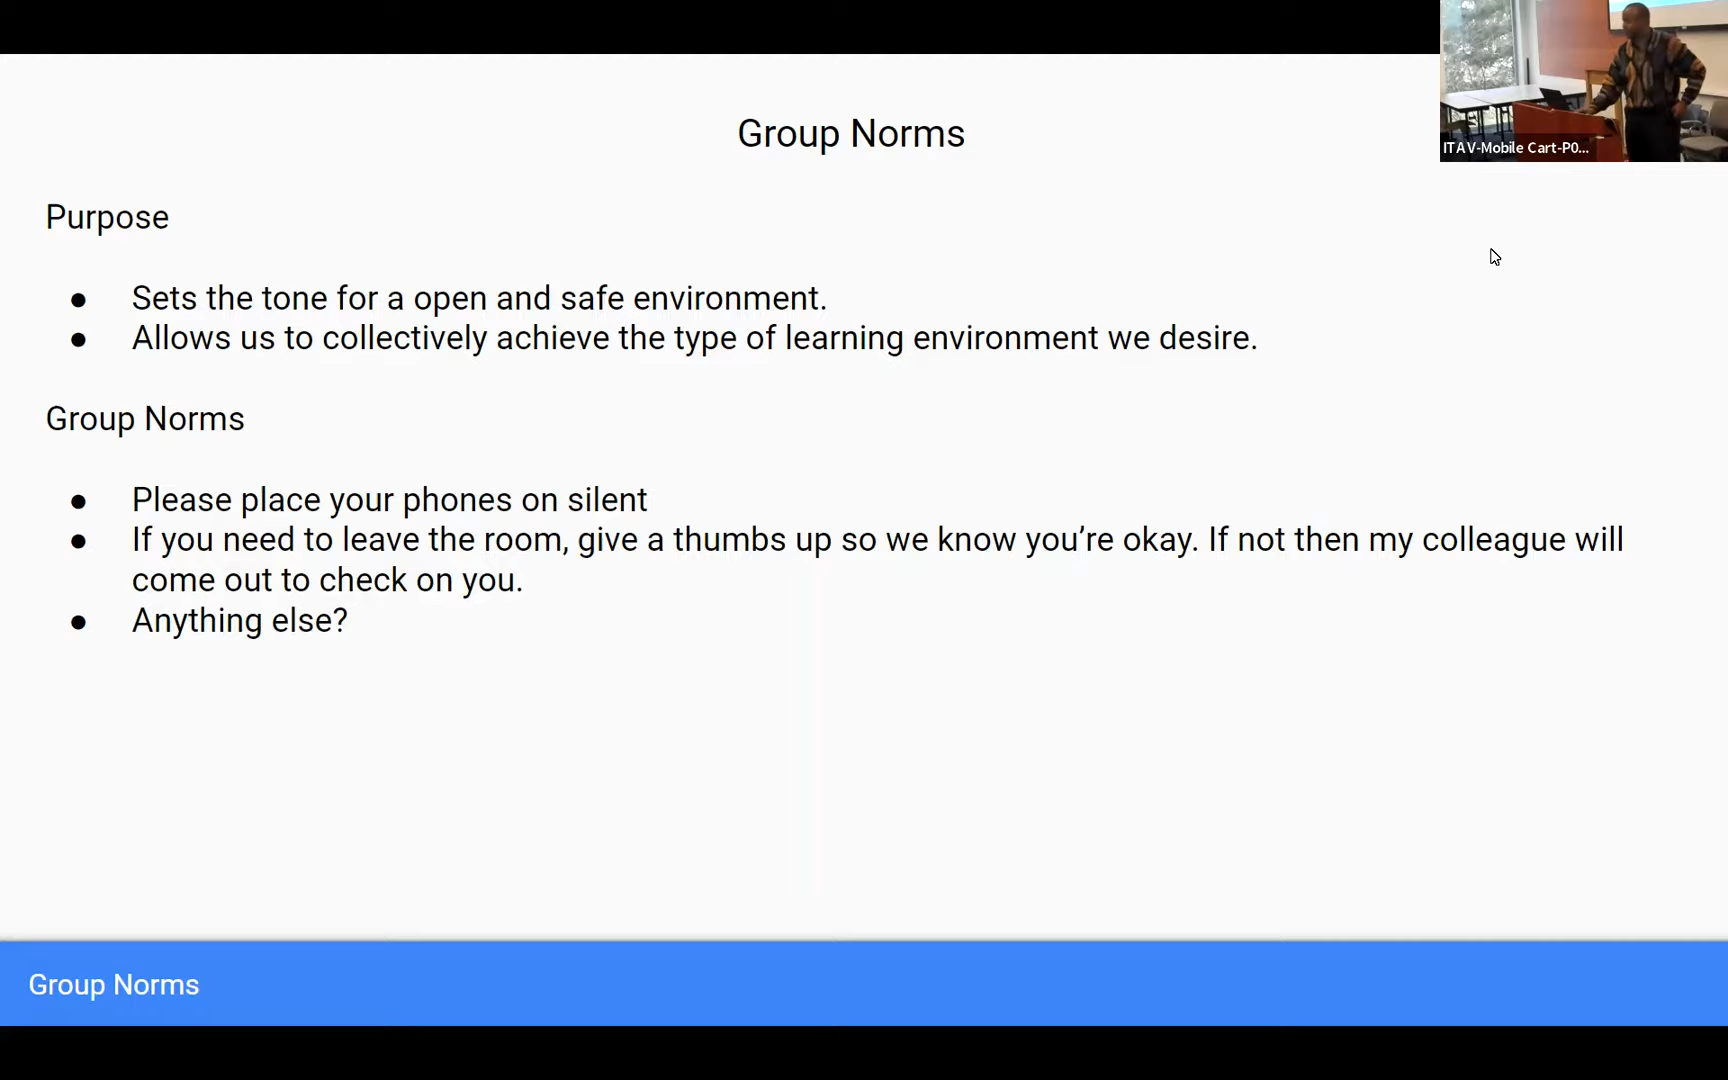 Group Norms
ITAV-Mobile Cart-P0...
Purpose
● Sets the tone for a open and safe environment.
● Allows us to collectively achieve the type of learning environment we desire.
Group Norms
● Please place your phones on silent
● If you need to leave the room, give a thumbs up so we know you’re okay. If not then my colleague will
come out to check on you.
● Anything else?
Group Norms